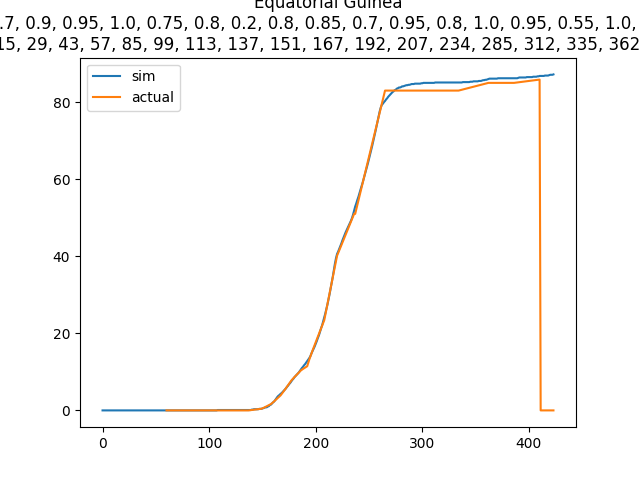 Equatorial Guinea
.7, 0.9, 0.95, 1.0, 0.75, 0.8, 0.2, 0.8, 0.85, 0.7, 0.95, 0.8, 1.0, 0.95, 0.55, 1.0,
15, 29, 43, 57, 85, 99, 113, 137, 151, 167, 192, 207, 234, 285, 312, 335, 362
sim
actual
80
60
40
20
0
0 100 200 300 400